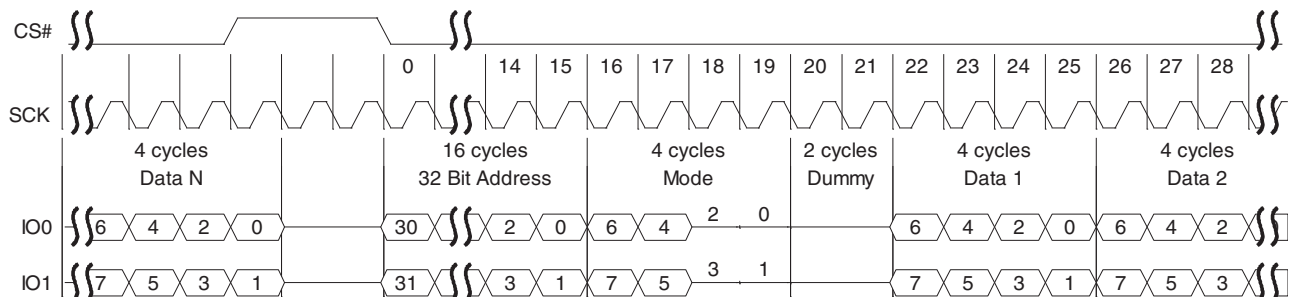 CS#
0 14 15 16 17 18 19 20 21 22 23 24 25 26 27 28
SCK
4 cycles 16 cycles 4 cycles 2 cycles 4 cycles 4 cycles
Data N 32 Bit Address Mode Dummy Data 1 Data 2
IO0 6 4 2 0 30 2 0 6 4 2 0 6 4 2 0 6 4 2
IO1 7 5 3 1 31 3 1 7 5 3 1 7 5 3 1 7 5 3